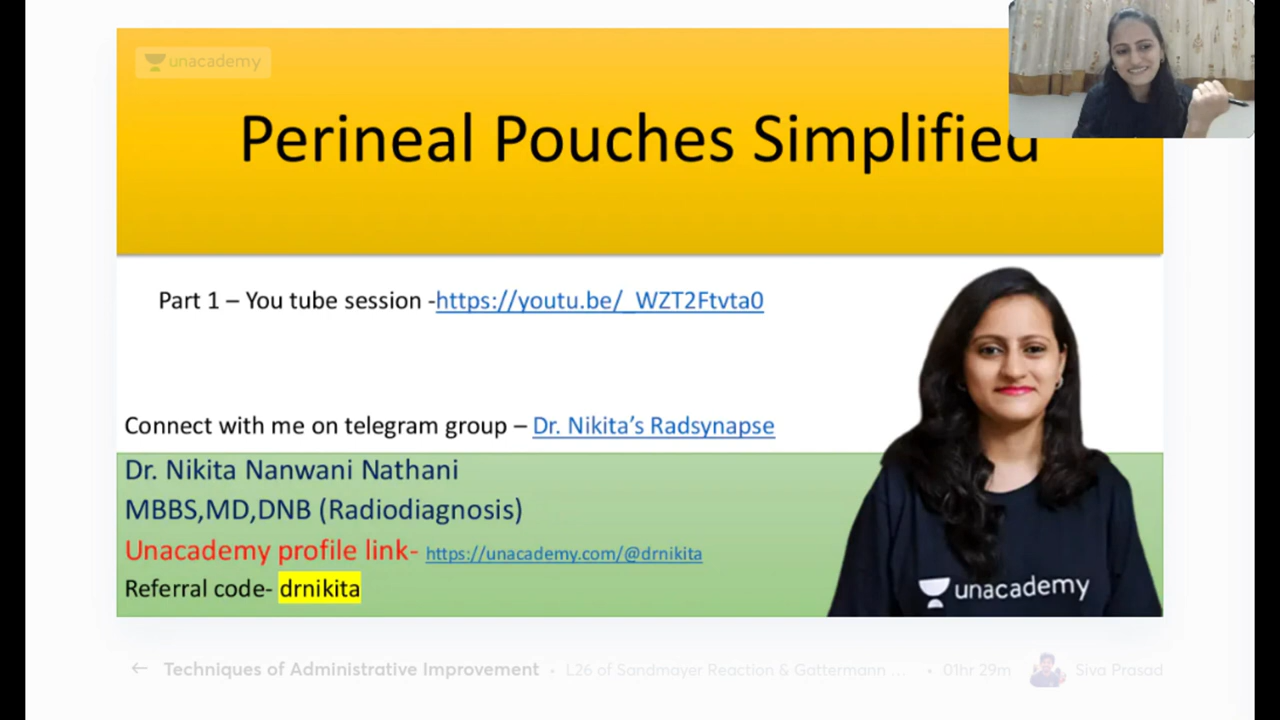 unacademy
Perineal Pouches Simplified
Part 1 – You tube session -https://youtu.be/_WZT2Ftvta0
Connect with me on telegram group – Dr. Nikita’s Radsynapse
Dr. Nikita Nanwani Nathani
MBBS,MD,DNB (Radiodiagnosis)
Unacademy profile link- https://unacademy.com/@drnikita
Referral code- drnikita
unacademy
← Techniques of Administrative Improvement • L26 of Sandmayer Reaction & Gattermann ... • 01hr 29m Siva Prasad